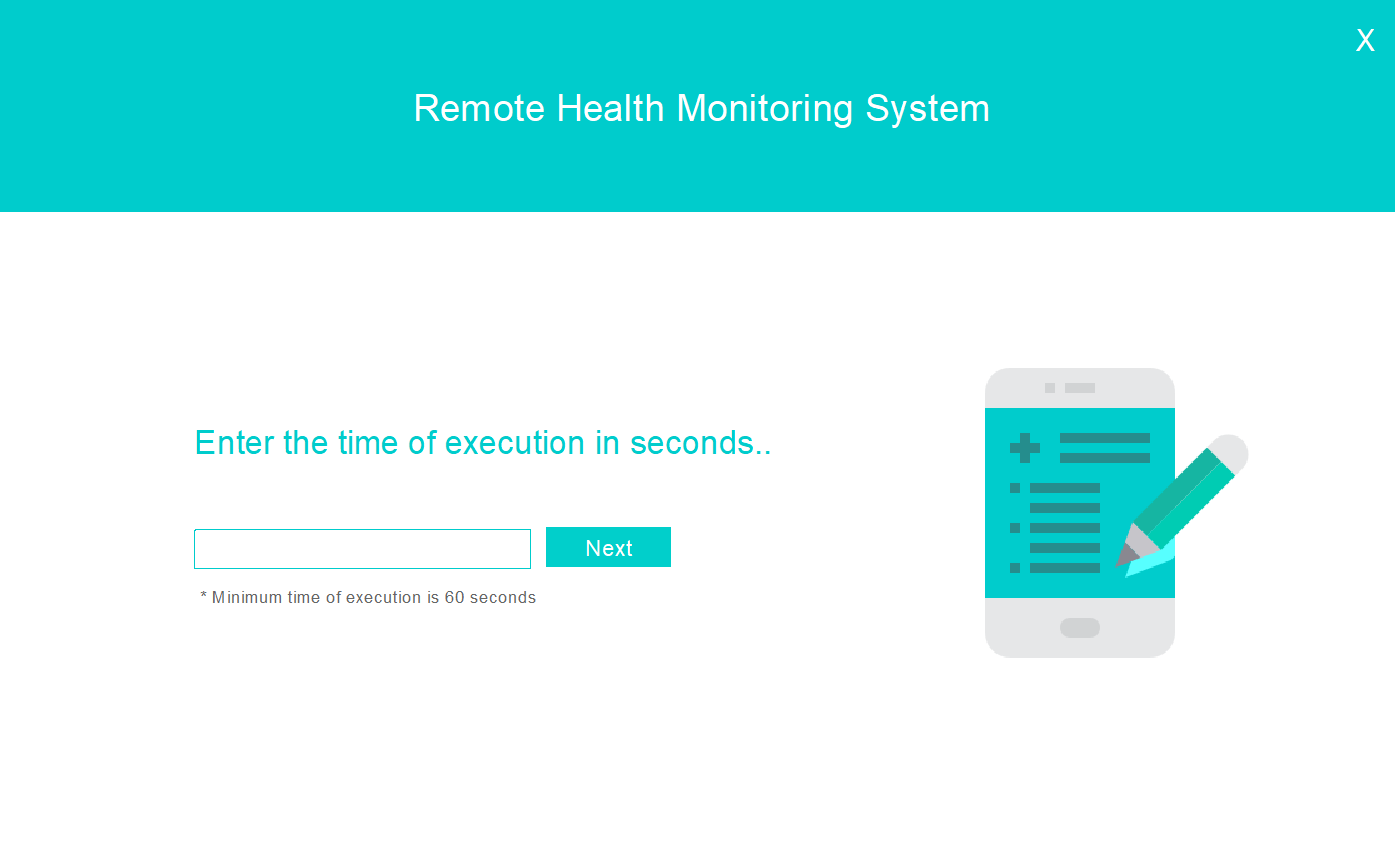 X
Remote Health Monitoring System
Enter the time of execution in seconds..
Next
* Minimum time of execution is 60 seconds